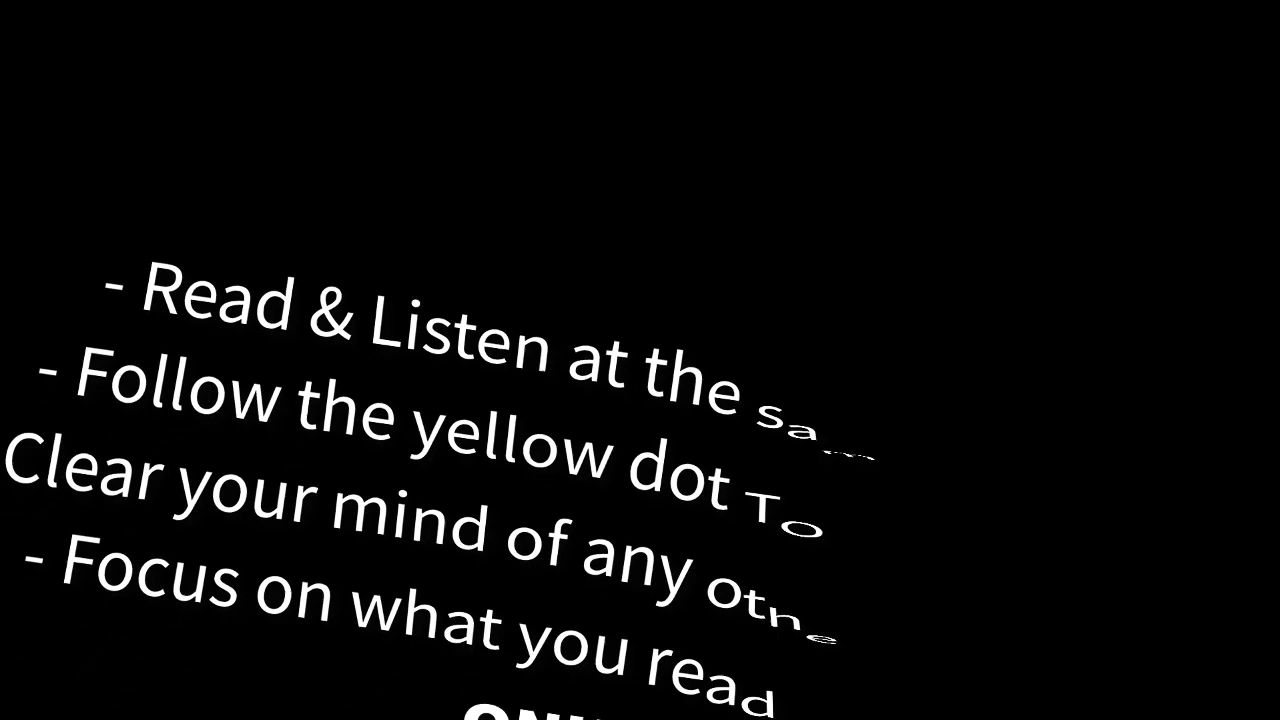 - Read & Listen at the
- Follow the yellow dot To
Clear your mind of any
- Focus on what you read